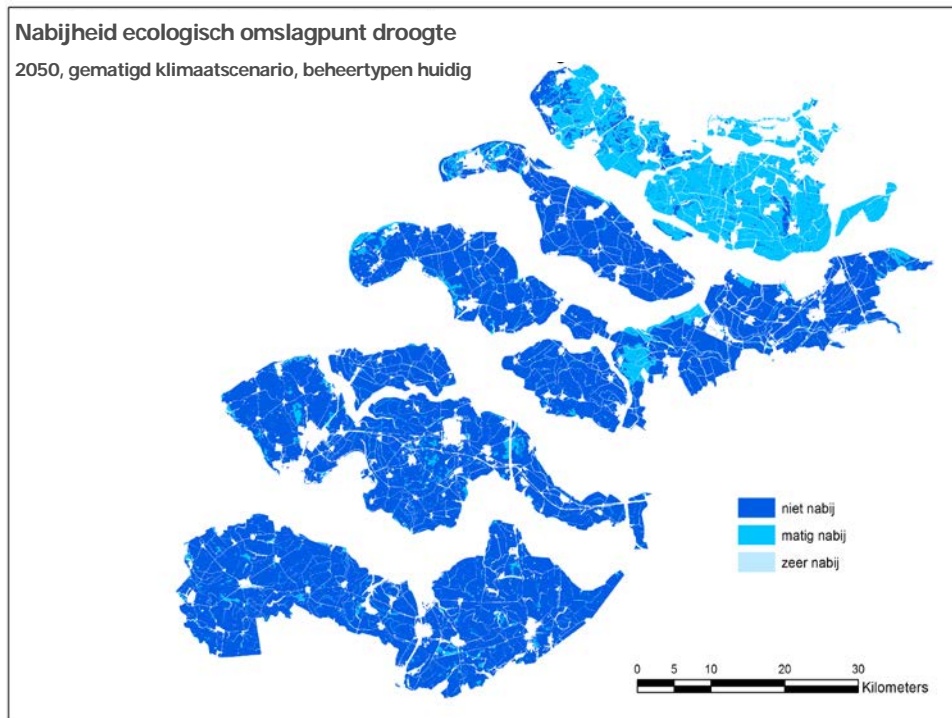 Nabijheid ecologisch omslagpunt droogte
2050, gematigd klimaatscenario, beheertypen huidig
niet nabij
matig nabij
zeer nabij
0 5 10 20 30
Kilometers